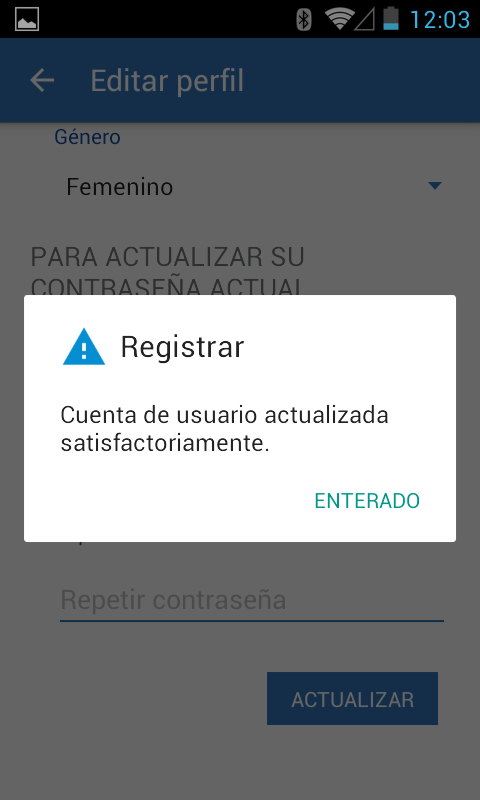 12:03
Editar perfil
Género
Femenino
PARA ACTUALIZAR SU
CONTRASEÑA ACTUAL
Registrar
Cuenta de usuario actualizada
satisfactoriamente.
ENTERADO
Repetir contraseña
ACTUALIZAR